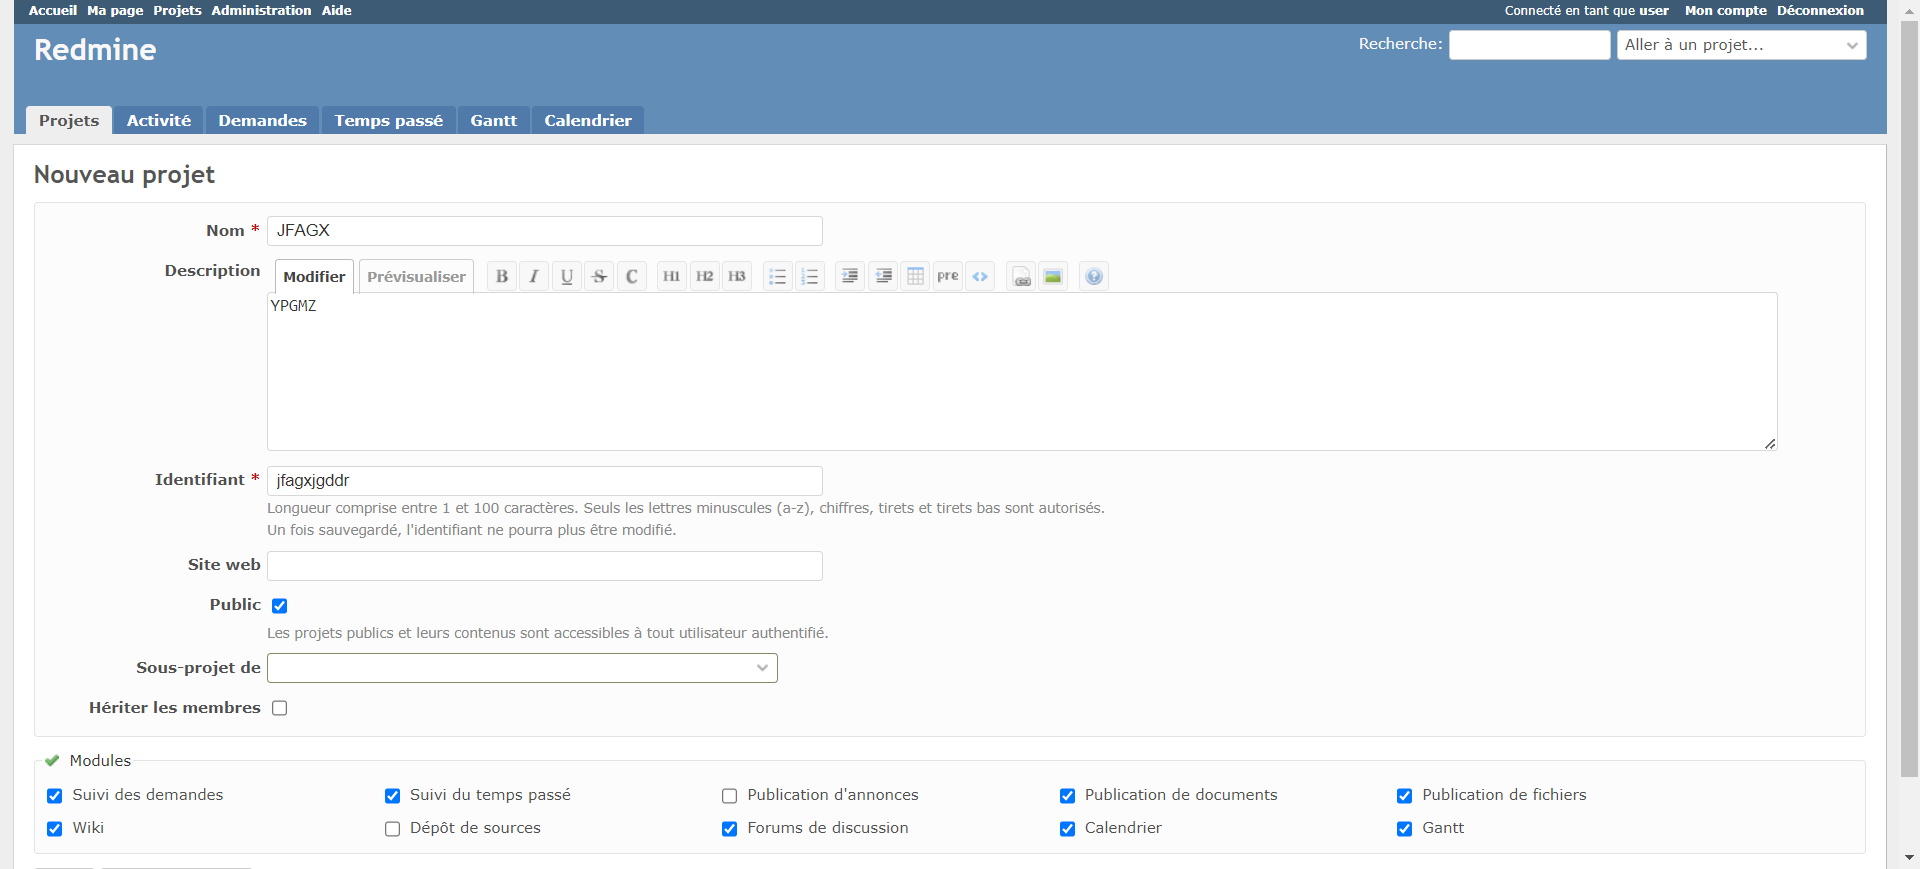 Accueil Ma page Projets Administration Aide
Connecté en tant que user Mon compte Déconnexion
Redmine
Recherche: Aller à un projet...
Projets Activité Demandes Temps passé Gantt Calendrier
Nouveau projet
Nom * JFAGX
Description Modifier Prévisualiser B I U S C H1 H2 H3 pre <> ?
YPGMZ
Identifiant * jfagxjgddr
Longueur comprise entre 1 et 100 caractères. Seuls les lettres minuscules (a-z), chiffres, tirets et tirets bas sont autorisés.
Un fois sauvegardé, l'identifiant ne pourra plus être modifié.
Site web
Public
Les projets publics et leurs contenus sont accessibles à tout utilisateur authentifié.
Sous-projet de
Hériter les membres
Modules
Suivi des demandes Suivi du temps passé Publication d'annonces Publication de documents Publication de fichiers
Wiki Dépôt de sources Forums de discussion Calendrier Gantt